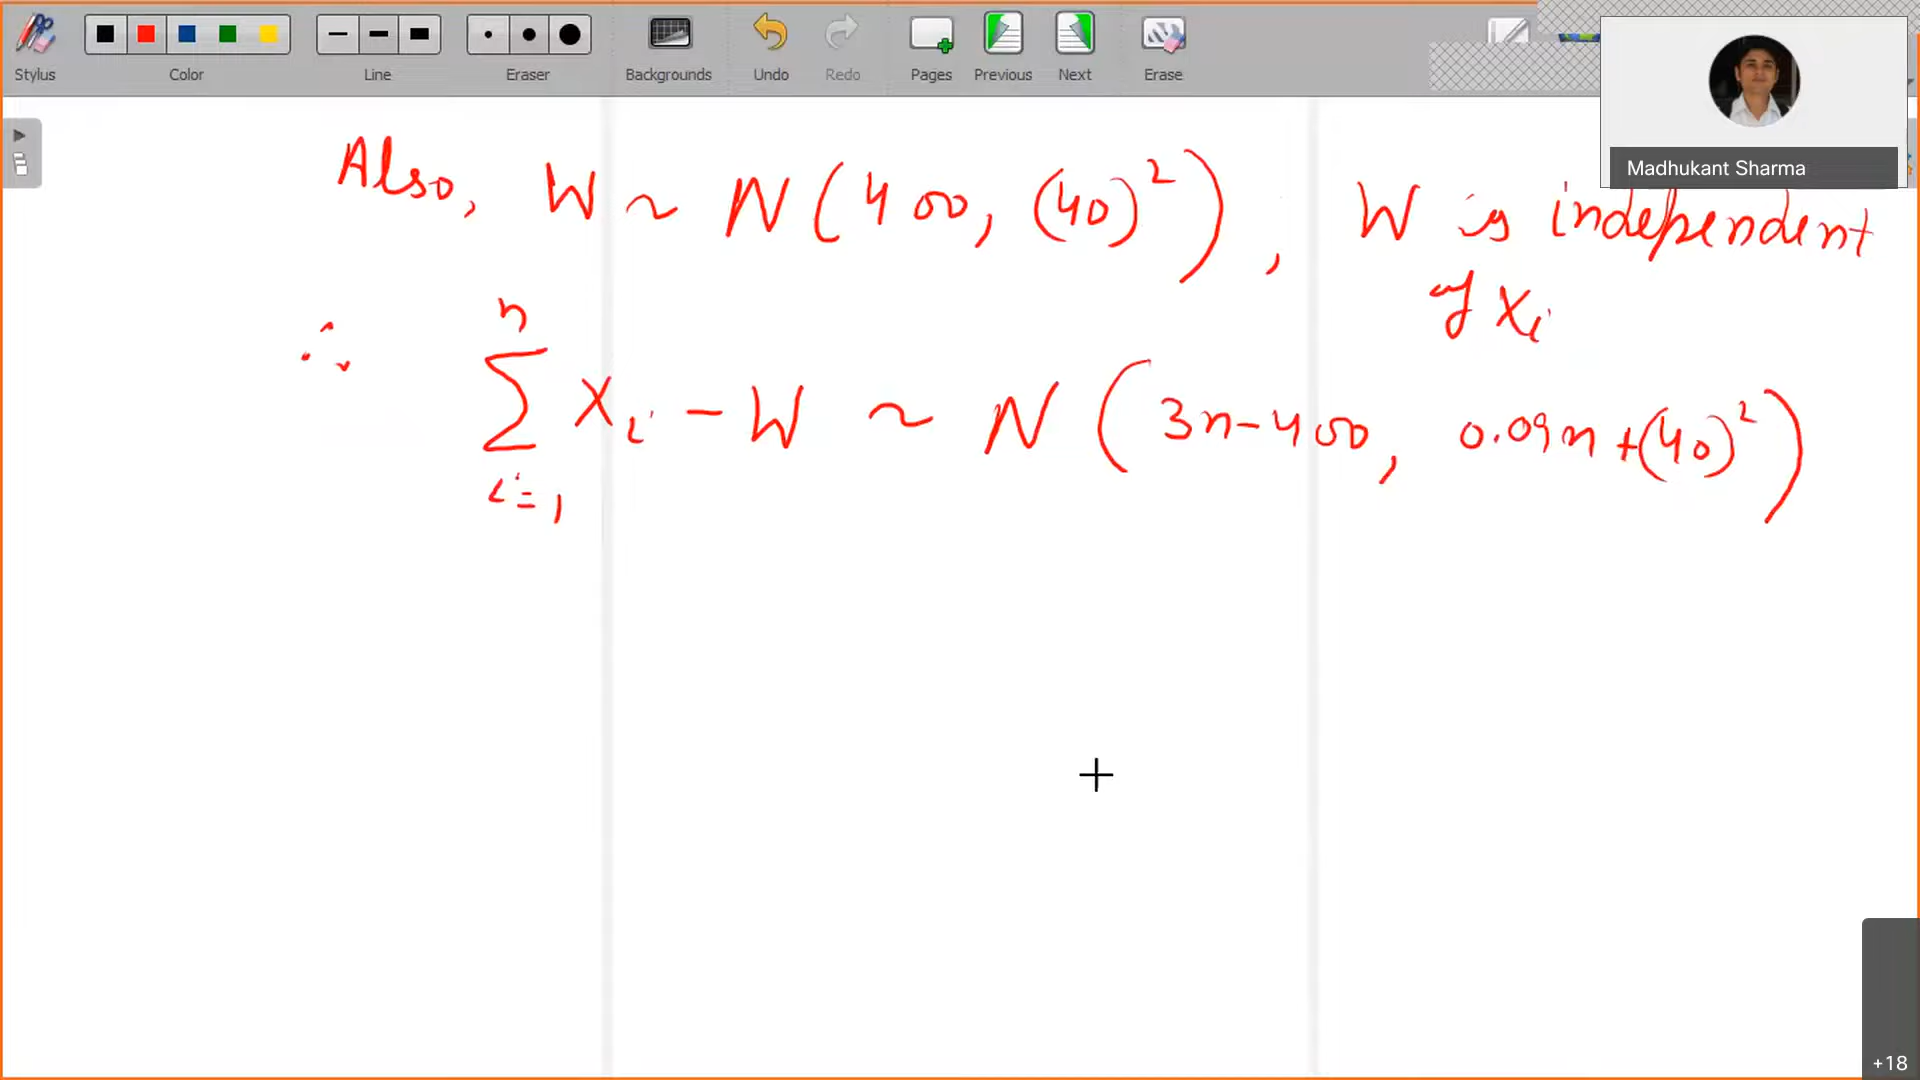 Stylus Color Line Eraser Backgrounds Undo Redo Pages Previous Next Erase
Madhukant Sharma
Also, W ~ N(400, (40)²), W is independent
of Xi
∴ n∑i=1 Xi - W ~ N(3n-400, 0.09n+(40)²)
+18